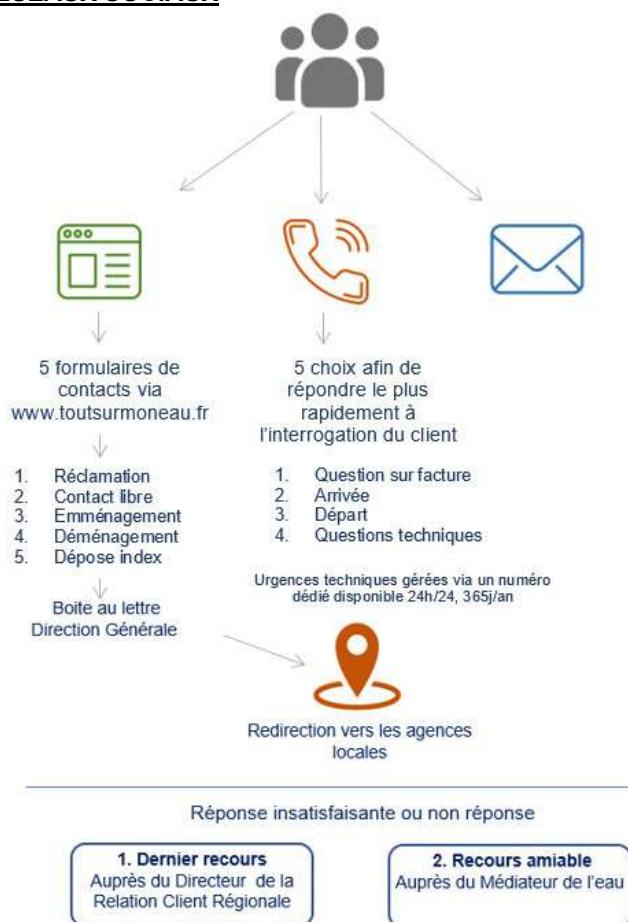 5 formulaires de
contacts via
www.toutsurmoneau.fr
1. Réclamation
2. Contact libre
3. Emménagement
4. Déménagement
5. Dépose index
Boite au lettre
Direction Générale
5 choix afin de
répondre le plus
rapidement à
l'interrogation du client
1. Question sur facture
2. Arrivée
3. Départ
4. Questions techniques
Urgences techniques gérées via un numéro
dédié disponible 24h/24, 365j/an
Redirection vers les agences
locales
Réponse insatisfaisante ou non réponse
1. Dernier recours
Auprès du Directeur de la
Relation Client Régionale
2. Recours amiable
Auprès du Médiateur de l'eau